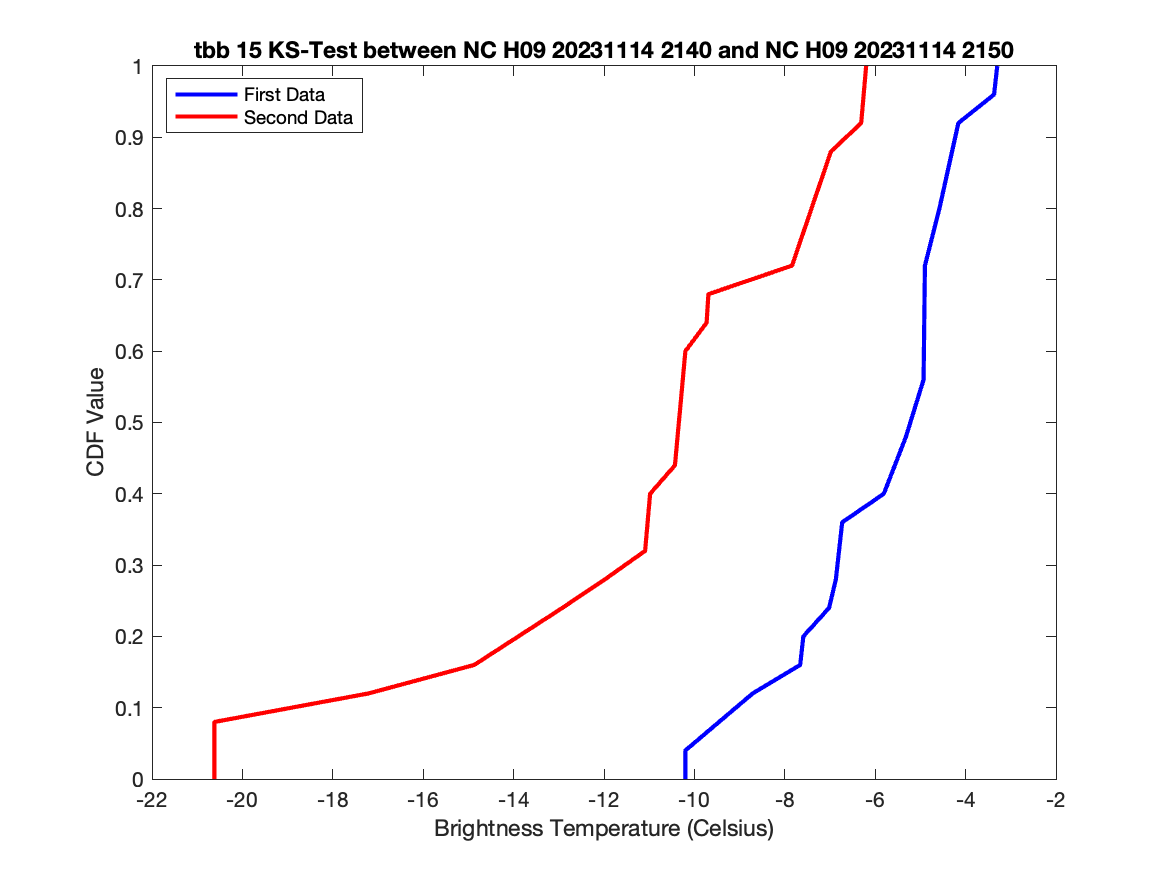 tbb 15 KS-Test between NC H09 20231114 2140 and NC H09 20231114 2150
First Data
Second Data
1
0.9
0.8
0.7
0.6
0.5
0.4
0.3
0.2
0.1
0
CDF Value
-22 -20 -18 -16 -14 -12 -10 -8 -6 -4 -2
Brightness Temperature (Celsius)